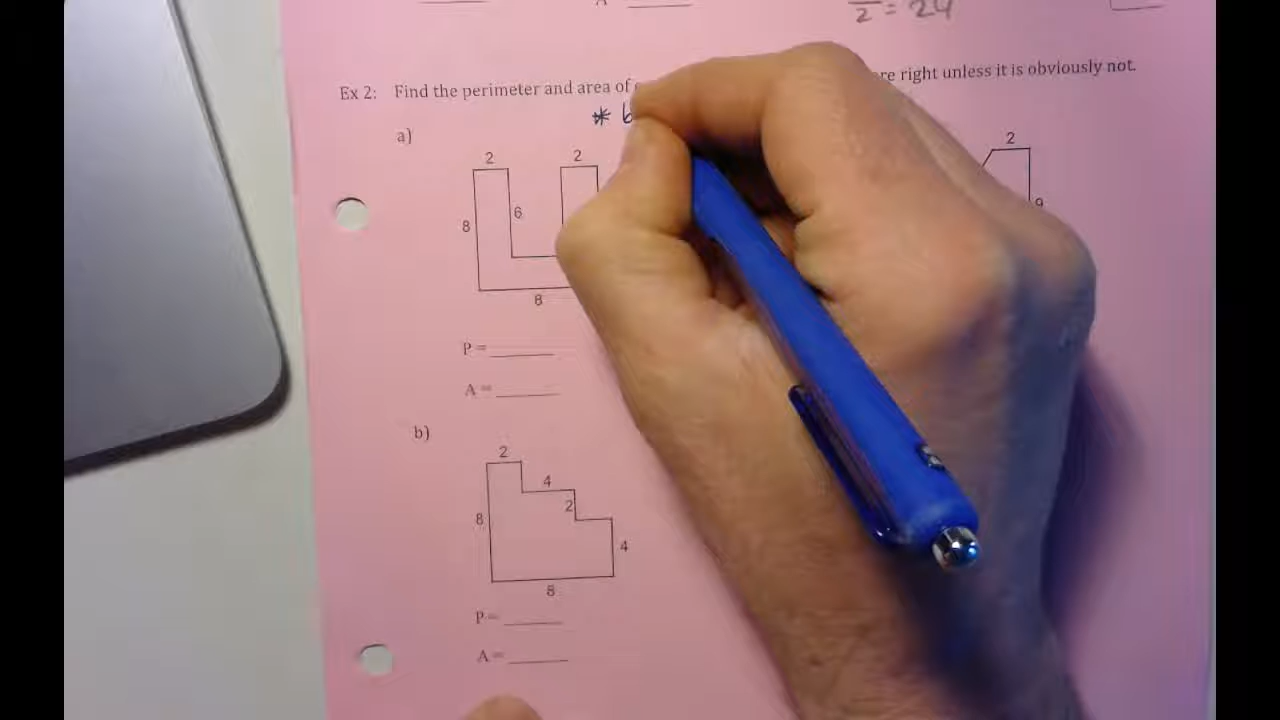 A
2 = 24
Ex 2: Find the perimeter and area of
re right unless it is obviously not.
*
a)
2
2
2
8
6
9
8
P =
A =
b)
2
4
2
8
4
8
P =
A =